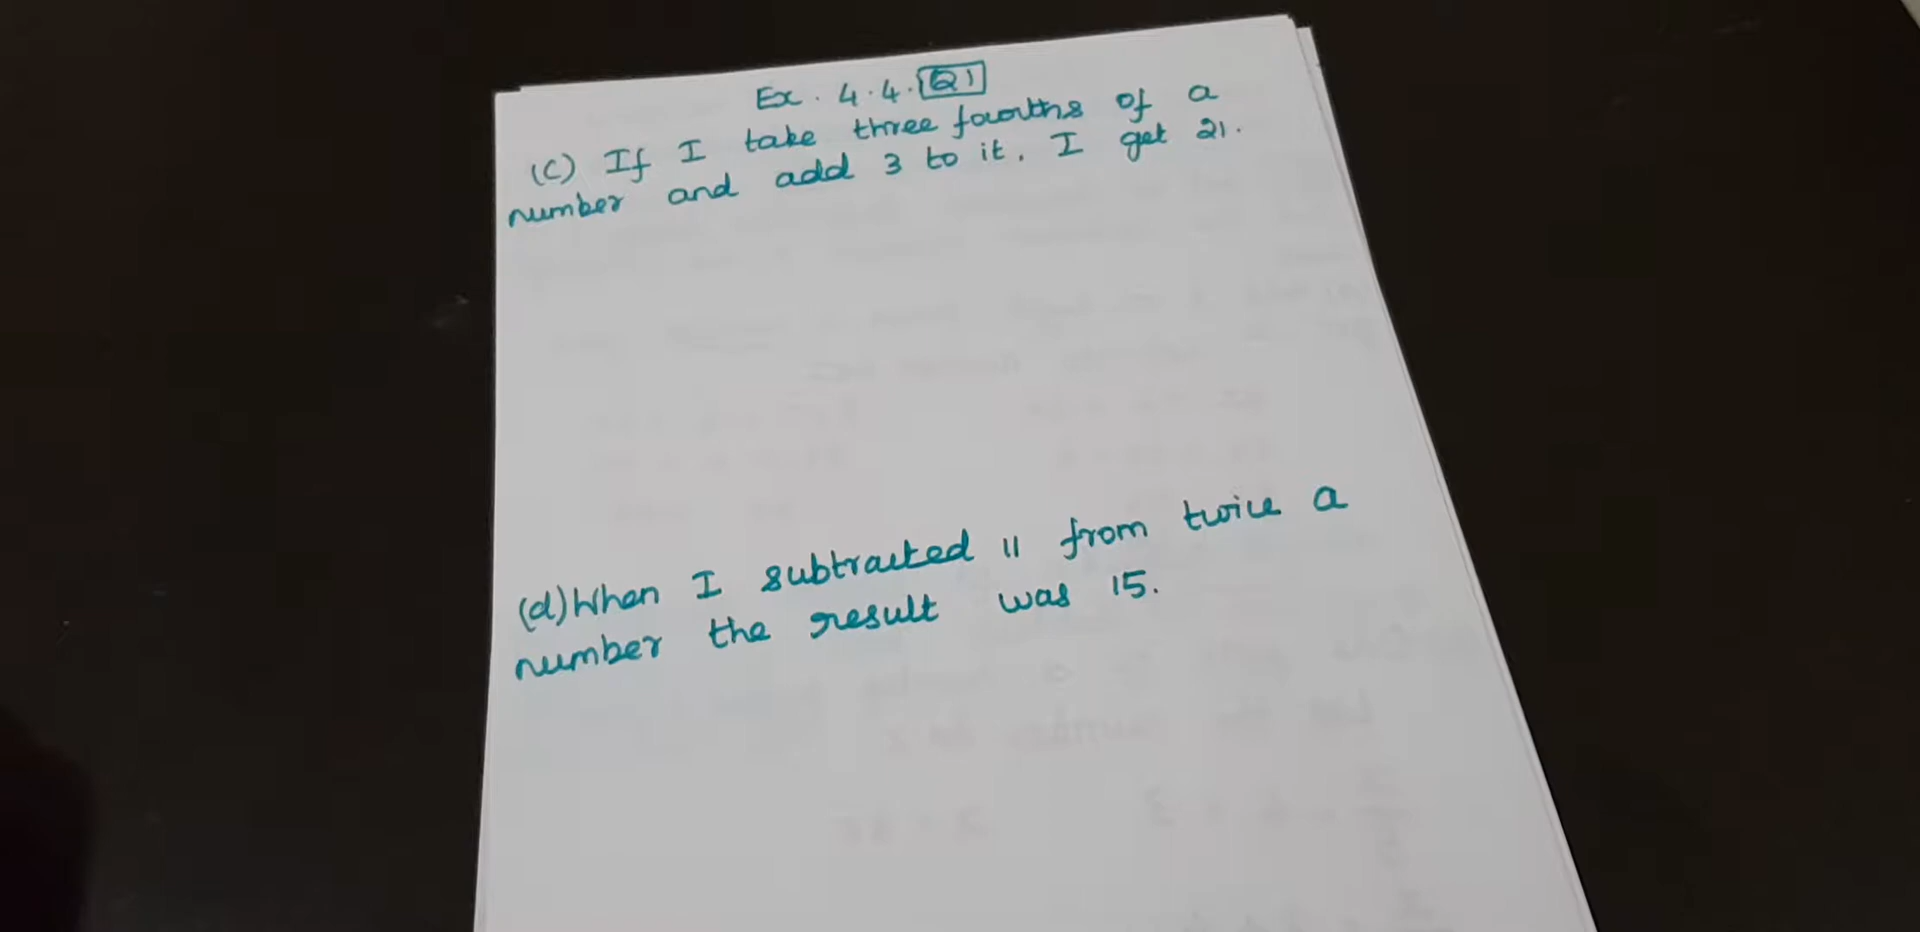 Ex. 4.4. Q1
(C) If I take three fourths of a
number and add 3 to it, I get 21.
(d) When I subtracted 11 from twice a
number the result was 15.